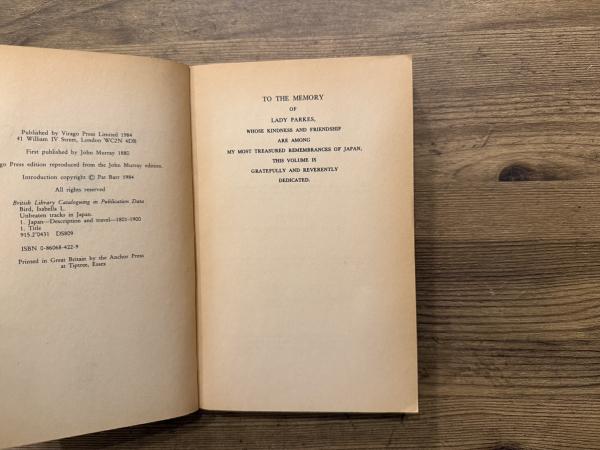 Published by Virago Press Limited 1984
41 William IV Street, London WC2N 4DB
First published by John Murray 1880
go Press edition reproduced from the John Murray edition.
Introduction copyright © Pat Barr 1984
All rights reserved
British Library Cataloguing in Publication Data
Bird, Isabella L.
Unbeaten tracks in Japan.
1. Japan—Description and travel—1801-1900
1. Title
915.2'0431 DS809
ISBN 0-86068-422-9
Printed in Great Britain by the Anchor Press
at Tiptree, Essex
TO THE MEMORY
OF
LADY PARKES,
WHOSE KINDNESS AND FRIENDSHIP
ARE AMONG
MY MOST TREASURED REMEMBRANCES OF JAPAN,
THIS VOLUME IS
GRATEFULLY AND REVERENTLY
DEDICATED.